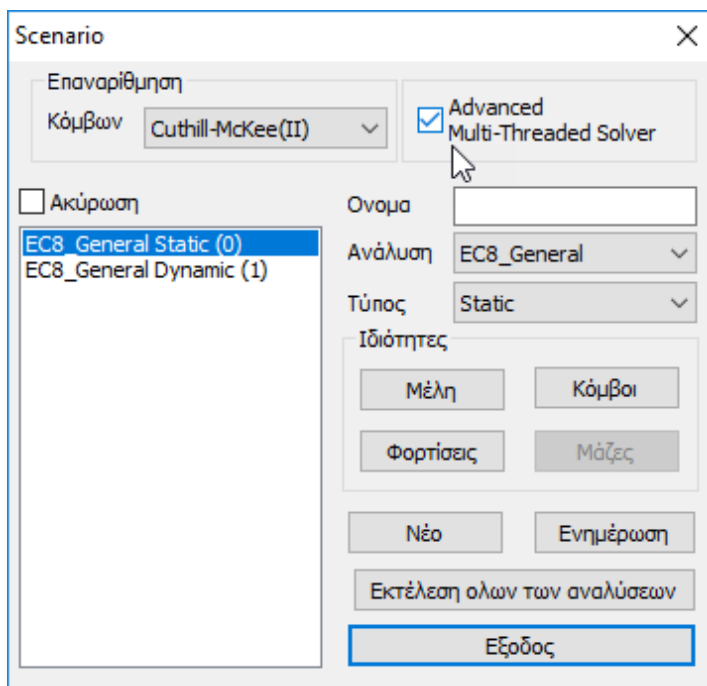 Scenario
Επαναρίθμηση
Κόμβων
Cuthill-McKee(II)
Advanced
Multi-Threaded Solver
Ακύρωση
EC8_General Static (0)
EC8_General Dynamic (1)
Ονομα
Ανάλυση
EC8_General
Τύπος
Static
Ιδιότητες
Μέλη
Κόμβοι
Φορτίσεις
Μάζες
Νέο
Ενημέρωση
Εκτέλεση ολων των αναλύσεων
Εξοδος